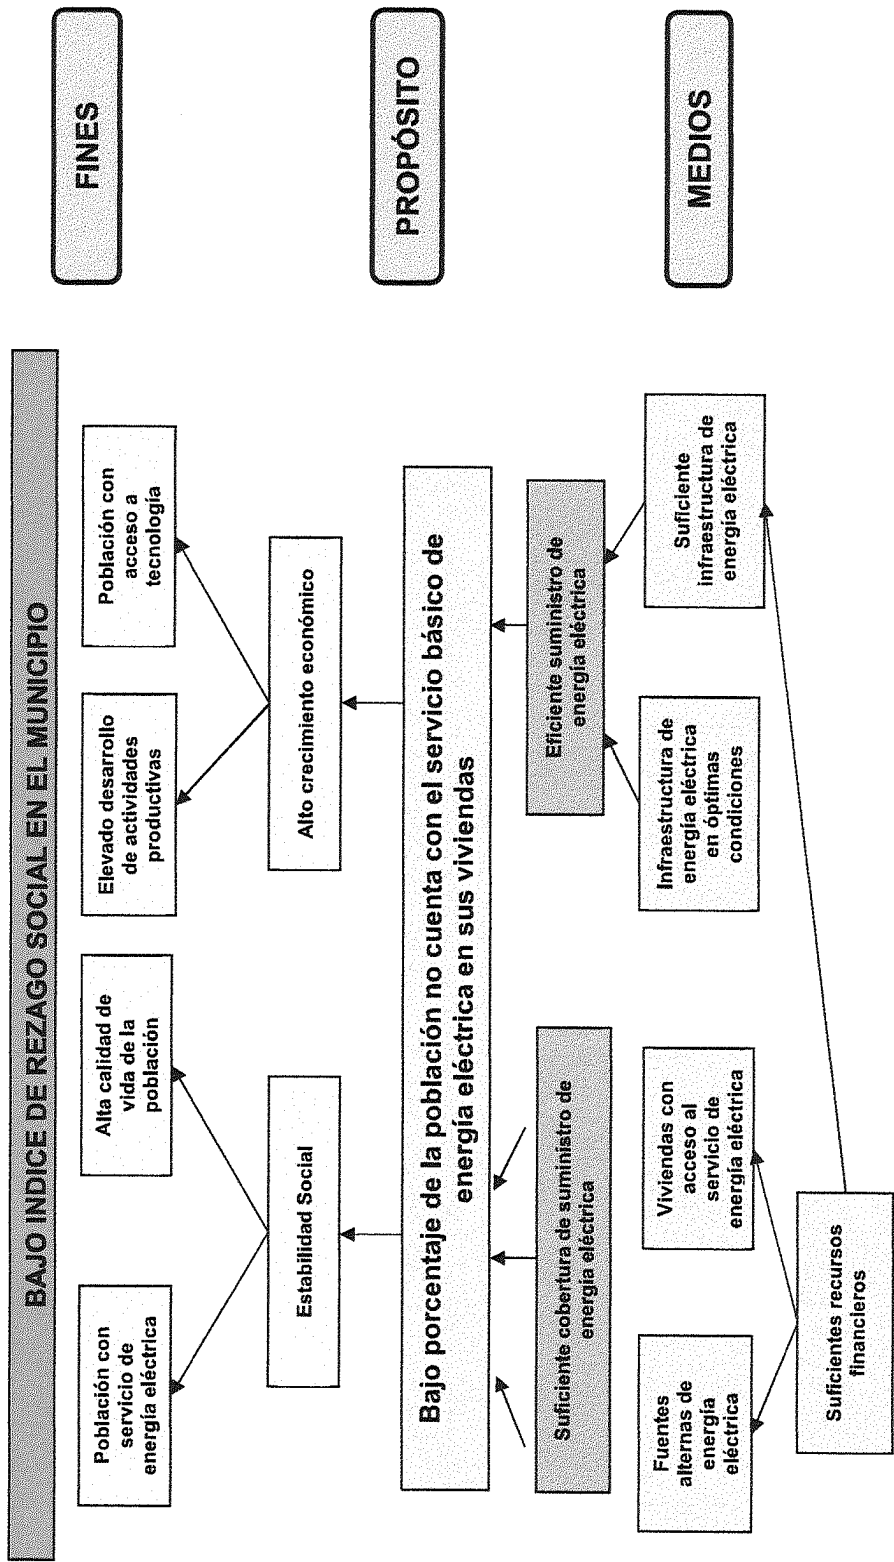 BAJO INDICE DE REZAGO SOCIAL EN EL MUNICIPIO
FINES
Población con
servicio de
energía eléctrica
Alta calidad de
vida de la
población
Elevado desarrollo
de actividades
productivas
Población con
acceso a
tecnología
Estabilidad Social
Alto crecimiento económico
PROPÓSITO
Bajo porcentaje de la población no cuenta con el servicio básico de
energía eléctrica en sus viviendas
Suficiente cobertura de suministro de
energía eléctrica
Eficiente suministro de
energía eléctrica
MEDIOS
Fuentes
alternas de
energía
eléctrica
Viviendas con
acceso al
servicio de
energía eléctrica
Infraestructura de
energía eléctrica
en óptimas
condiciones
Suficiente
infraestructura de
energía eléctrica
Suficientes recursos
financieros